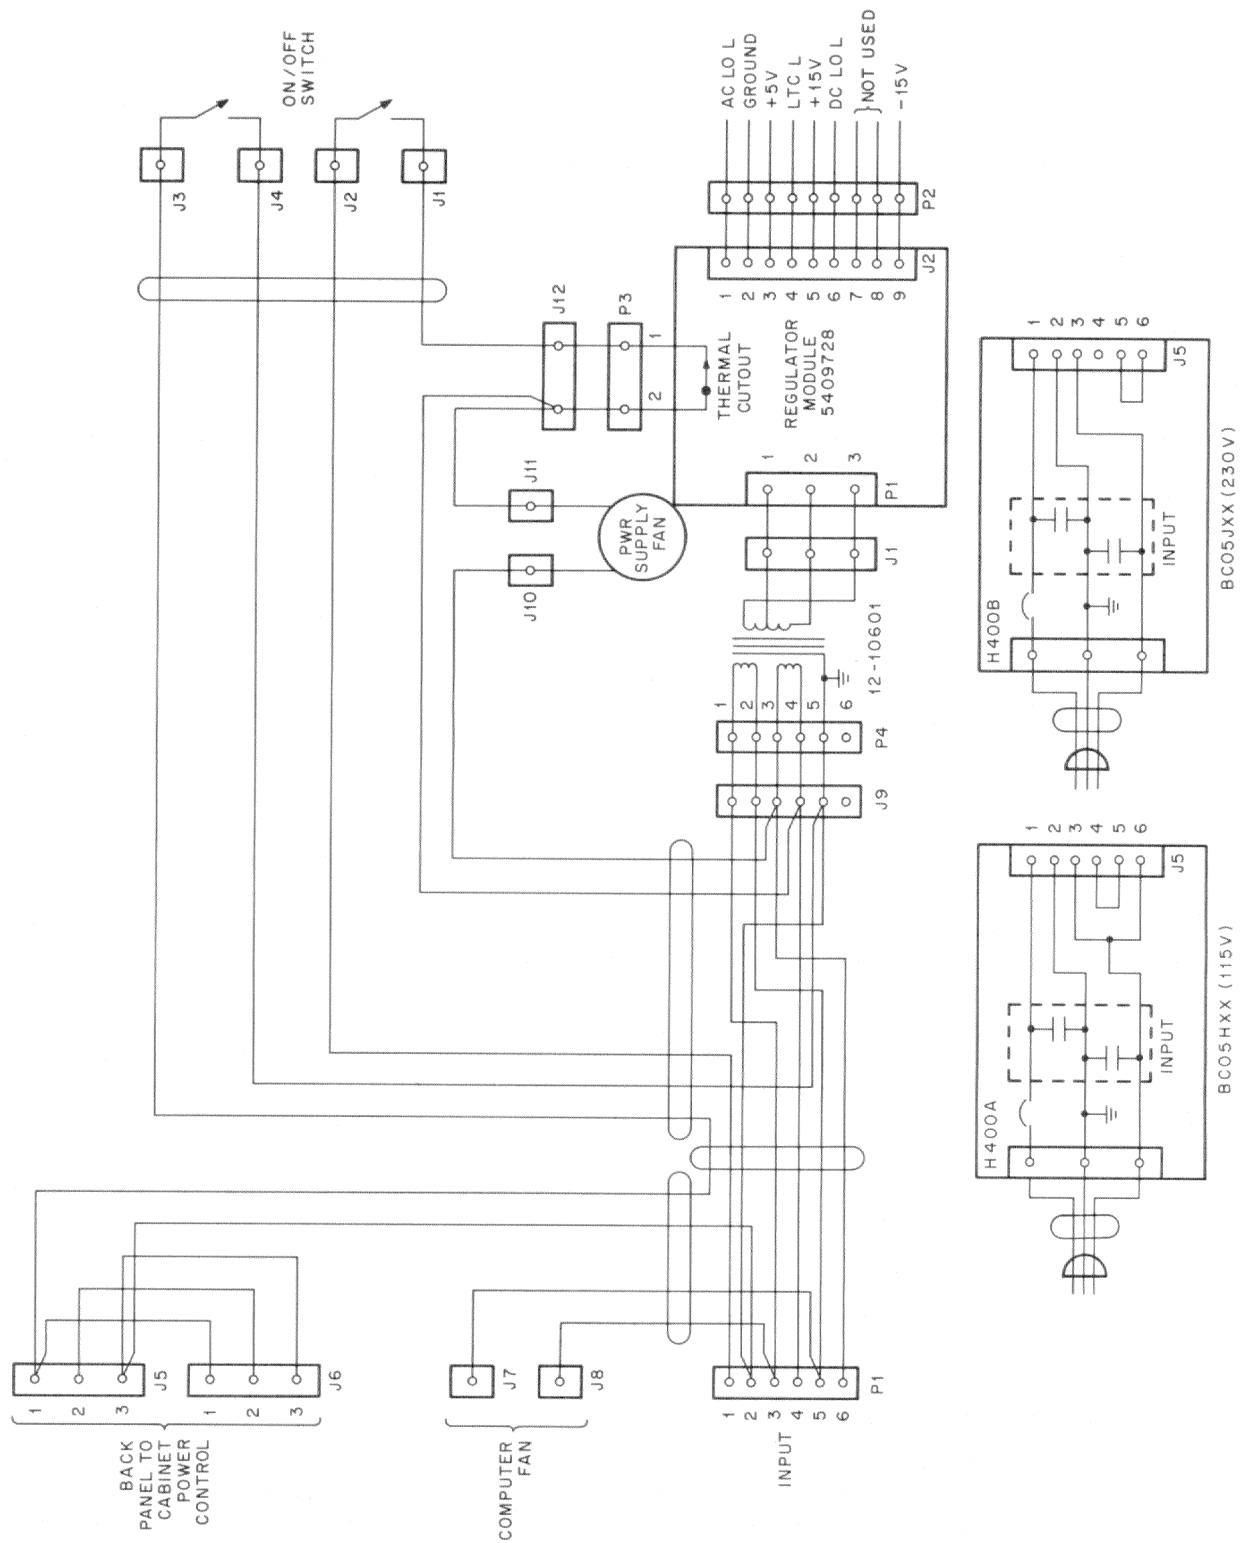 ON/OFF
SWITCH
J3
J4
J2
J1
AC LO L
GROUND
+5V
LTC L
+15V
DC LO L
}NOT USED
-15V
P2
J2
1
2
3
4
5
6
7
8
9
J12
P3
1
2
THERMAL
CUTOUT
REGULATOR
MODULE
5409728
1
2
3
P1
J1
J11
J10
PWR
SUPPLY
FAN
12-10601
1
2
3
4
5
6
P4
J9
BACK
PANEL TO
CABINET
POWER
CONTROL
1
2
3
J5
1
2
3
J6
COMPUTER
FAN
J7
J8
INPUT
1
2
3
4
5
6
P1
H400B
INPUT
1
2
3
4
5
6
J5
BC05JXX (230V)
H400A
INPUT
1
2
3
4
5
6
J5
BC05HXX (115V)